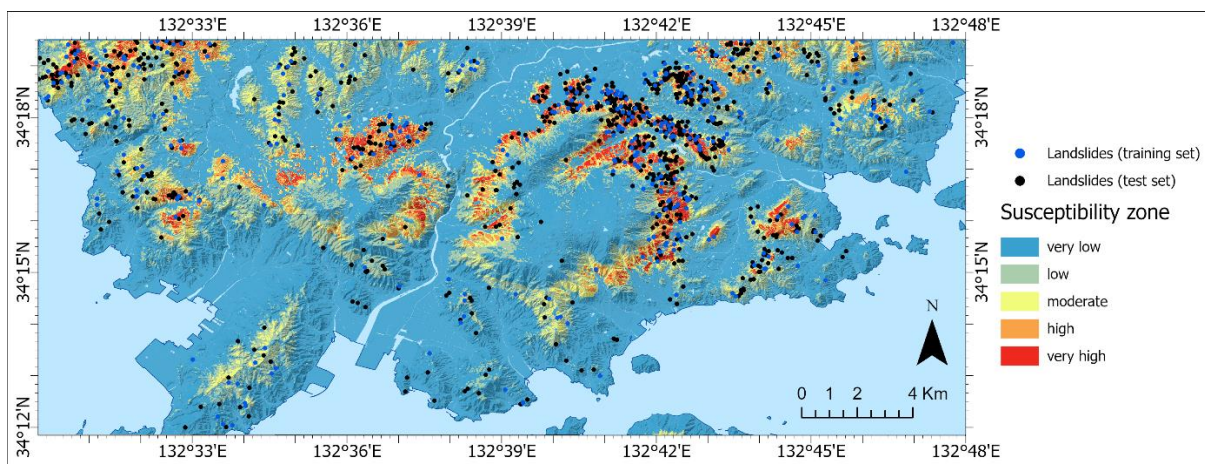 132°33'E 132°36'E 132°39'E 132°42'E 132°45'E 132°48'E
34°18'N
34°18'N
34°15'N
34°15'N
34°12'N
34°12'N
Landslides (training set)
Landslides (test set)
Susceptibility zone
very low
low
moderate
high
very high
N
0 1 2 4 Km
132°33'E 132°36'E 132°39'E 132°42'E 132°45'E 132°48'E